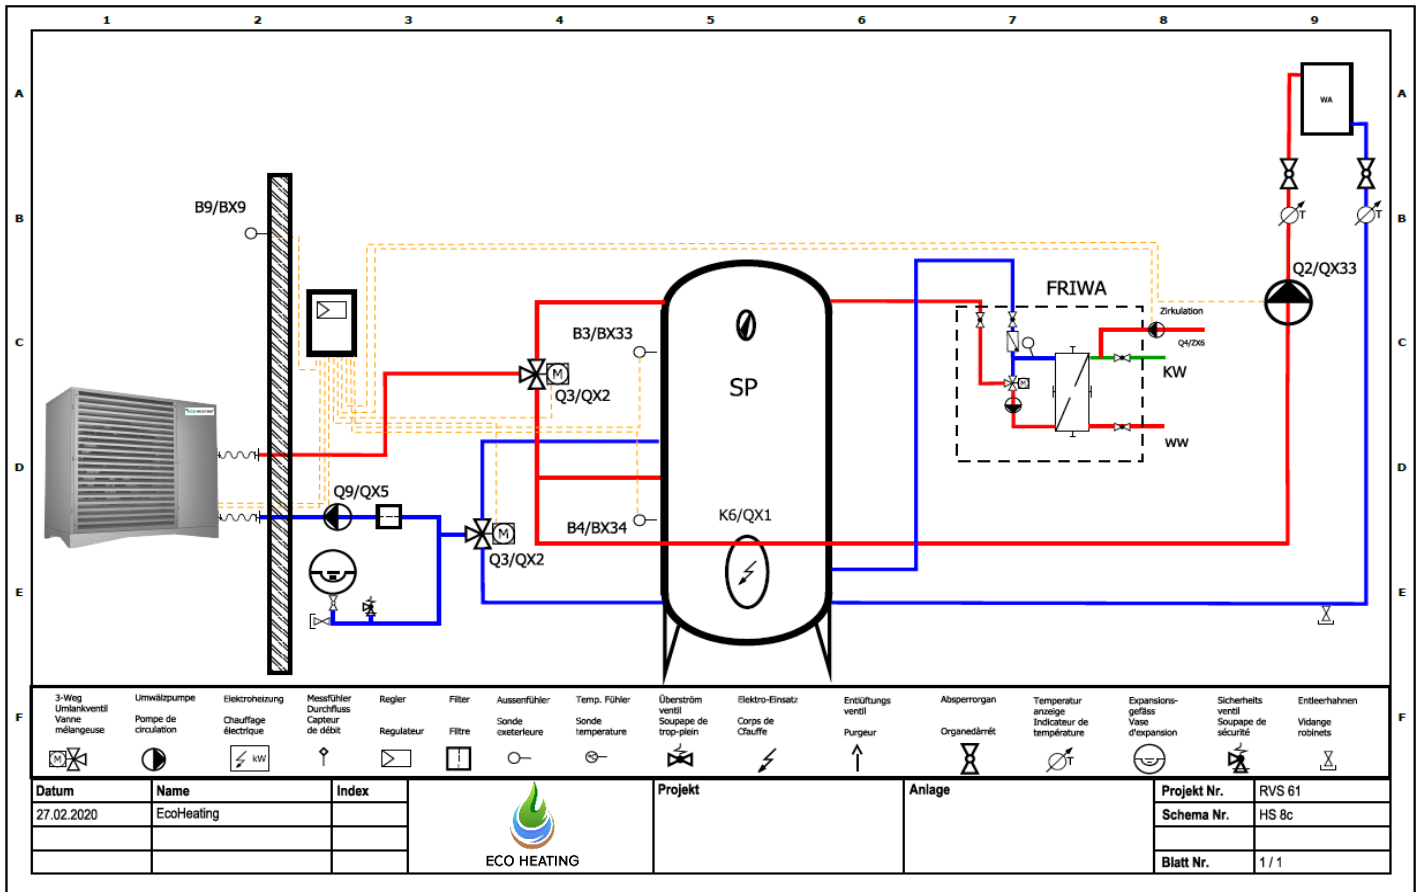 1 2 3 4 5 6 7 8 9
A A
WA
B9/BX9
B B
T T
Q2/QX33
FRIWA
Zirkulation
B3/BX33
C C
Q4/ZX6
M
Q3/QX2
SP
KW
M
ECO HEATING
WW
D D
Q9/QX5
K6/QX1
B4/BX34
M
Q3/QX2
E E
F F
3-Weg
Umlankventil
Vanne
mélangeuse
M
Umwälzpumpe
Pompe de
circulation
Elektroheizung
Chauffage
électrique
kW
Messfühler
Durchfluss
Capteur
de débit
Regler
Regulateur
Filter
Filtre
Aussenfühler
Sonde
exeterleure
Temp. Fühler
Sonde
temperature
Überström
ventil
Soupape de
trop-plein
Elektro-Einsatz
Corps de
Cfauffe
Entlüftungs
ventil
Purgeur
Absperrorgan
Organedárrét
Temperatur
anzeige
Indicateur de
température
T
Expansions-
gefäss
Vase
d'expansion
Sicherheits
ventil
Soupape de
sécurité
Entleerhahnen
Vidange
robinets
Datum Name Index Projekt Anlage Projekt Nr. RVS 61
27.02.2020 EcoHeating Schema Nr. HS 8c
ECO HEATING
Blatt Nr. 1 / 1